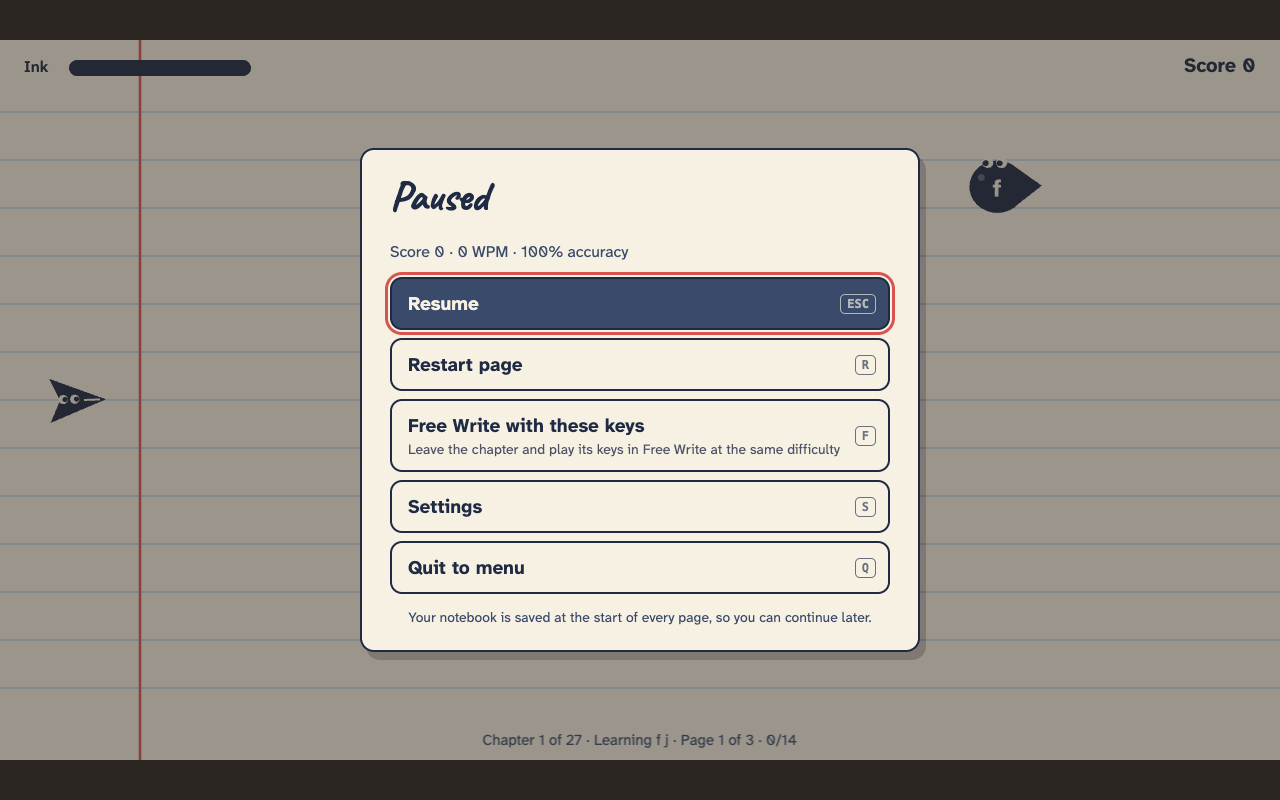 Ink
Score 0
Paused
Score 0 · 0 WPM · 100% accuracy
Resume ESC
Restart page R
Free Write with these keys
Leave the chapter and play its keys in Free Write at the same difficulty F
Settings S
Quit to menu Q
Your notebook is saved at the start of every page, so you can continue later.
f
Chapter 1 of 27 · Learning f j · Page 1 of 3 · 0/14